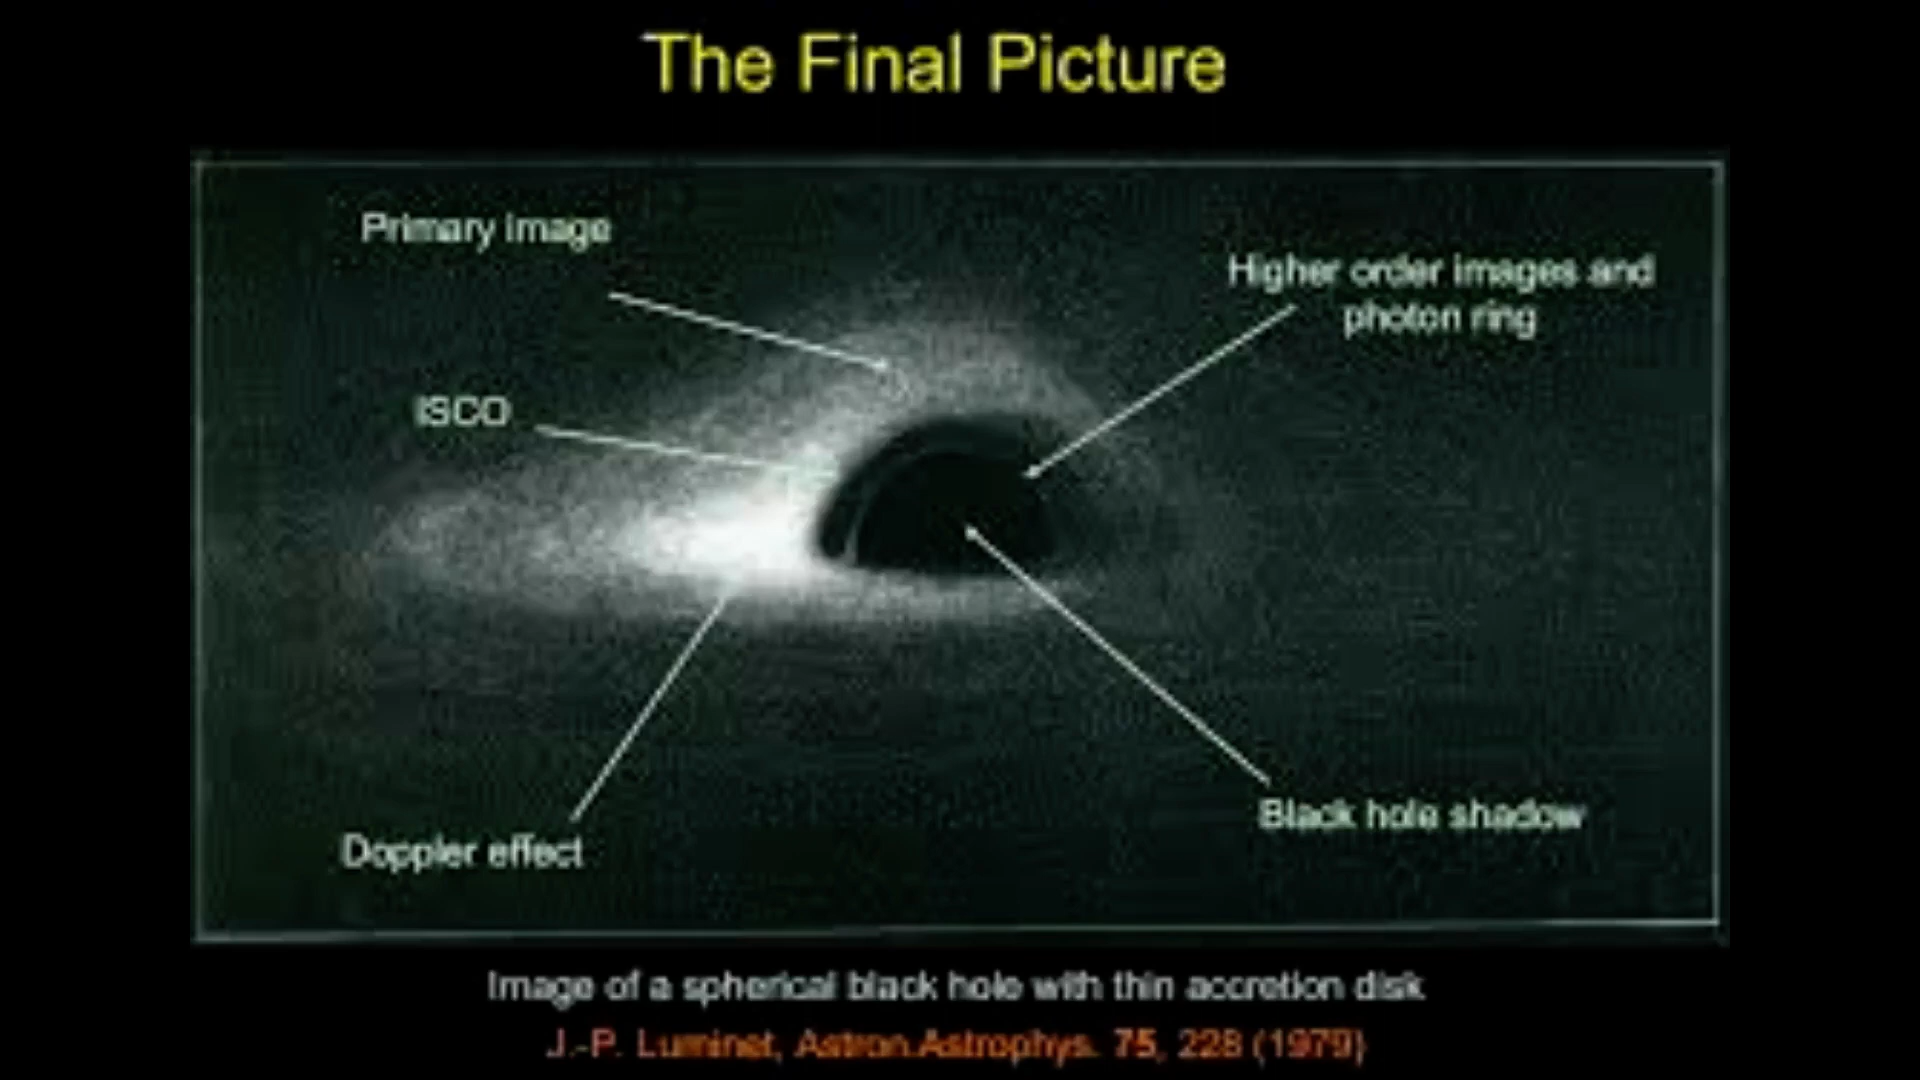 The Final Picture
Primary image
Higher order images and
photon ring
ISCO
Black hole shadow
Doppler effect
Image of a spherical black hole with thin accretion disk
J.-P. Luminet, Astron.Astrophys. 75, 228 (1979)